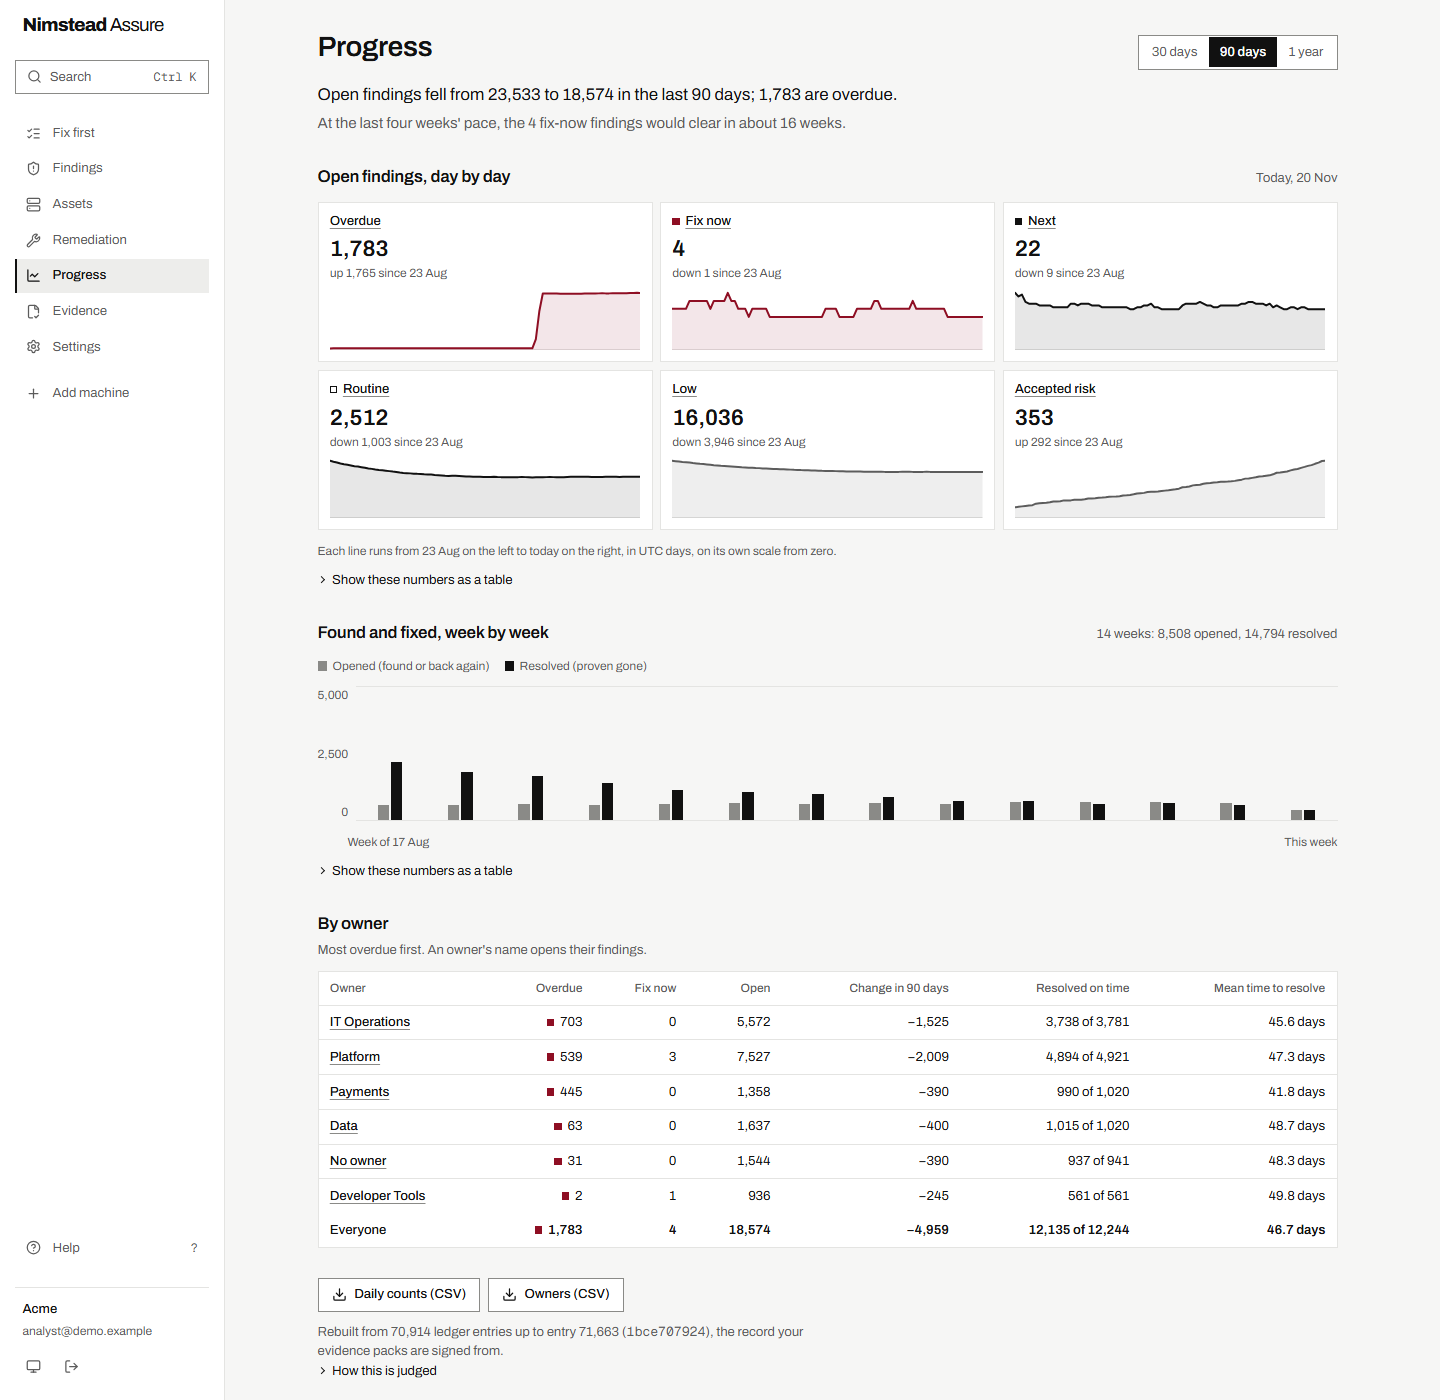 Nimstead Assure
Search Ctrl K
Fix first
Findings
Assets
Remediation
Progress
Evidence
Settings
Add machine
Help ?
Acme
analyst@demo.example
Progress
30 days 90 days 1 year
Open findings fell from 23,533 to 18,574 in the last 90 days; 1,783 are overdue.
At the last four weeks' pace, the 4 fix-now findings would clear in about 16 weeks.
Open findings, day by day Today, 20 Nov
Overdue
1,783
up 1,765 since 23 Aug
Fix now
4
down 1 since 23 Aug
Next
22
down 9 since 23 Aug
Routine
2,512
down 1,003 since 23 Aug
Low
16,036
down 3,946 since 23 Aug
Accepted risk
353
up 292 since 23 Aug
Each line runs from 23 Aug on the left to today on the right, in UTC days, on its own scale from zero.
Show these numbers as a table
Found and fixed, week by week 14 weeks: 8,508 opened, 14,794 resolved
Opened (found or back again) Resolved (proven gone)
5,000
2,500
0
Week of 17 Aug This week
Show these numbers as a table
By owner
Most overdue first. An owner's name opens their findings.
Owner Overdue Fix now Open Change in 90 days Resolved on time Mean time to resolve
IT Operations 703 0 5,572 −1,525 3,738 of 3,781 45.6 days
Platform 539 3 7,527 −2,009 4,894 of 4,921 47.3 days
Payments 445 0 1,358 −390 990 of 1,020 41.8 days
Data 63 0 1,637 −400 1,015 of 1,020 48.7 days
No owner 31 0 1,544 −390 937 of 941 48.3 days
Developer Tools 2 1 936 −245 561 of 561 49.8 days
Everyone 1,783 4 18,574 −4,959 12,135 of 12,244 46.7 days
Daily counts (CSV) Owners (CSV)
Rebuilt from 70,914 ledger entries up to entry 71,663 (1bce707924), the record your
evidence packs are signed from.
How this is judged